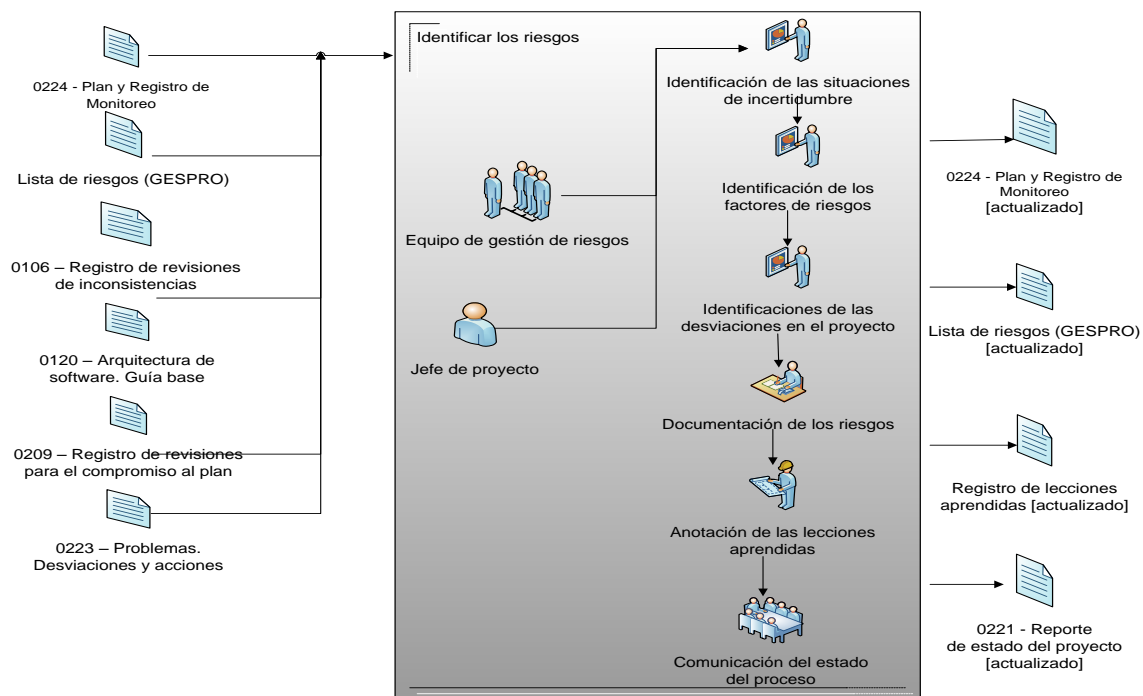 0224 - Plan y Registro de
Monitoreo
Lista de riesgos (GESPRO)
0106 – Registro de revisiones
de inconsistencias
0120 – Arquitectura de
software. Guía base
0209 – Registro de revisiones
para el compromiso al plan
0223 – Problemas.
Desviaciones y acciones
Identificar los riesgos
Equipo de gestión de riesgos
Jefe de proyecto
Identificación de las situaciones
de incertidumbre
Identificación de los
factores de riesgos
Identificaciones de las
desviaciones en el proyecto
Documentación de los riesgos
Anotación de las lecciones
aprendidas
Comunicación del estado
del proceso
0224 - Plan y Registro de
Monitoreo
[actualizado]
Lista de riesgos (GESPRO)
[actualizado]
Registro de lecciones
aprendidas [actualizado]
0221 - Reporte
de estado del proyecto
[actualizado]